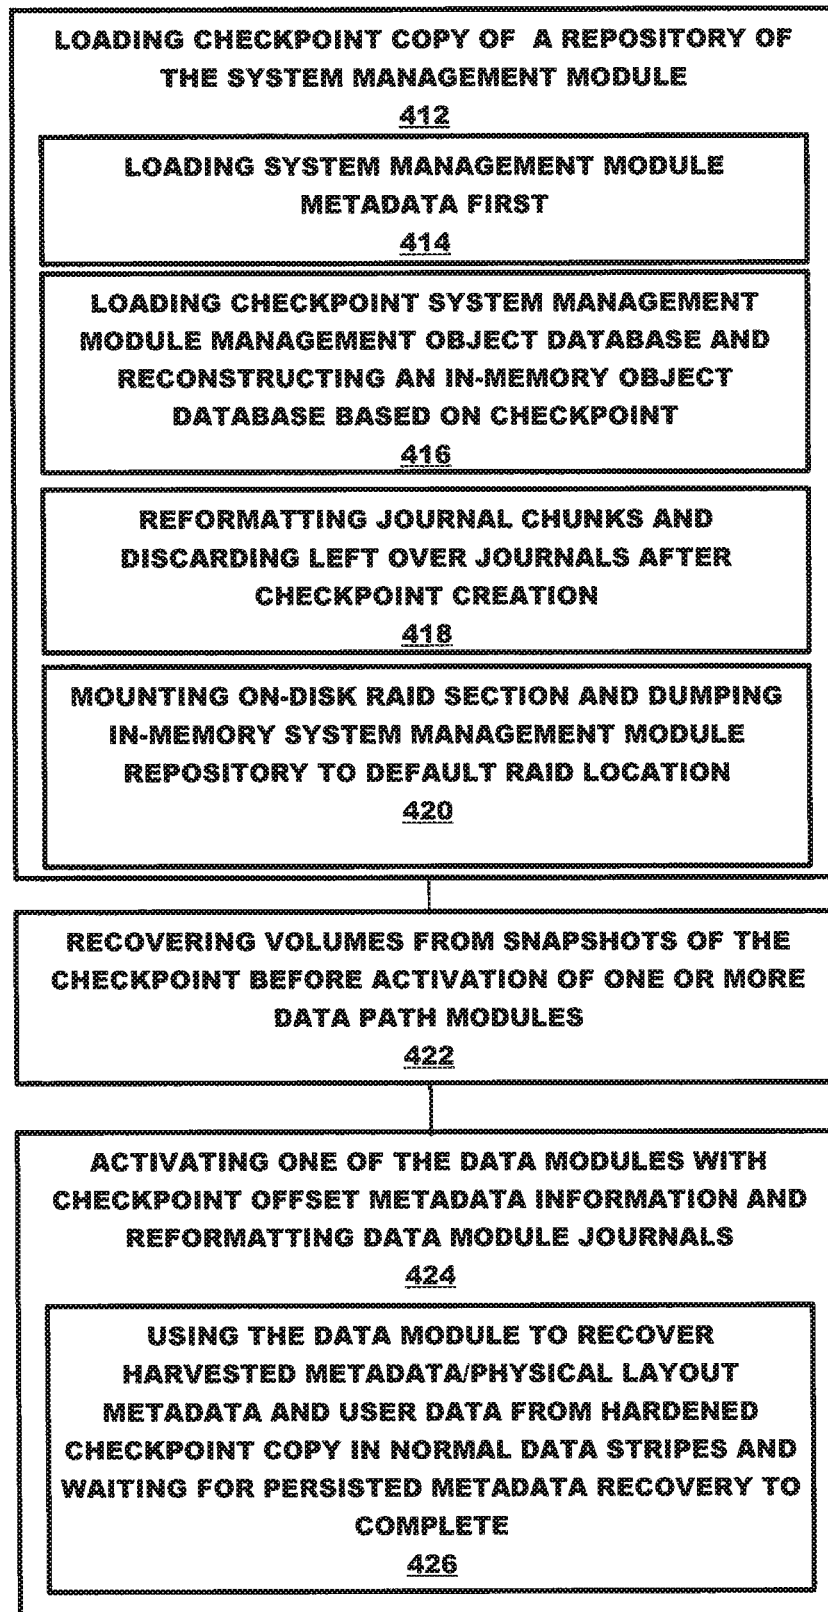 LOADING CHECKPOINT COPY OF A REPOSITORY OF
THE SYSTEM MANAGEMENT MODULE
412
LOADING SYSTEM MANAGEMENT MODULE
METADATA FIRST
414
LOADING CHECKPOINT SYSTEM MANAGEMENT
MODULE MANAGEMENT OBJECT DATABASE AND
RECONSTRUCTING AN IN-MEMORY OBJECT
DATABASE BASED ON CHECKPOINT
416
REFORMATTING JOURNAL CHUNKS AND
DISCARDING LEFT OVER JOURNALS AFTER
CHECKPOINT CREATION
418
MOUNTING ON-DISK RAID SECTION AND DUMPING
IN-MEMORY SYSTEM MANAGEMENT MODULE
REPOSITORY TO DEFAULT RAID LOCATION
420
RECOVERING VOLUMES FROM SNAPSHOTS OF THE
CHECKPOINT BEFORE ACTIVATION OF ONE OR MORE
DATA PATH MODULES
422
ACTIVATING ONE OF THE DATA MODULES WITH
CHECKPOINT OFFSET METADATA INFORMATION AND
REFORMATTING DATA MODULE JOURNALS
424
USING THE DATA MODULE TO RECOVER
HARVESTED METADATA/PHYSICAL LAYOUT
METADATA AND USER DATA FROM HARDENED
CHECKPOINT COPY IN NORMAL DATA STRIPES AND
WAITING FOR PERSISTED METADATA RECOVERY TO
COMPLETE
426